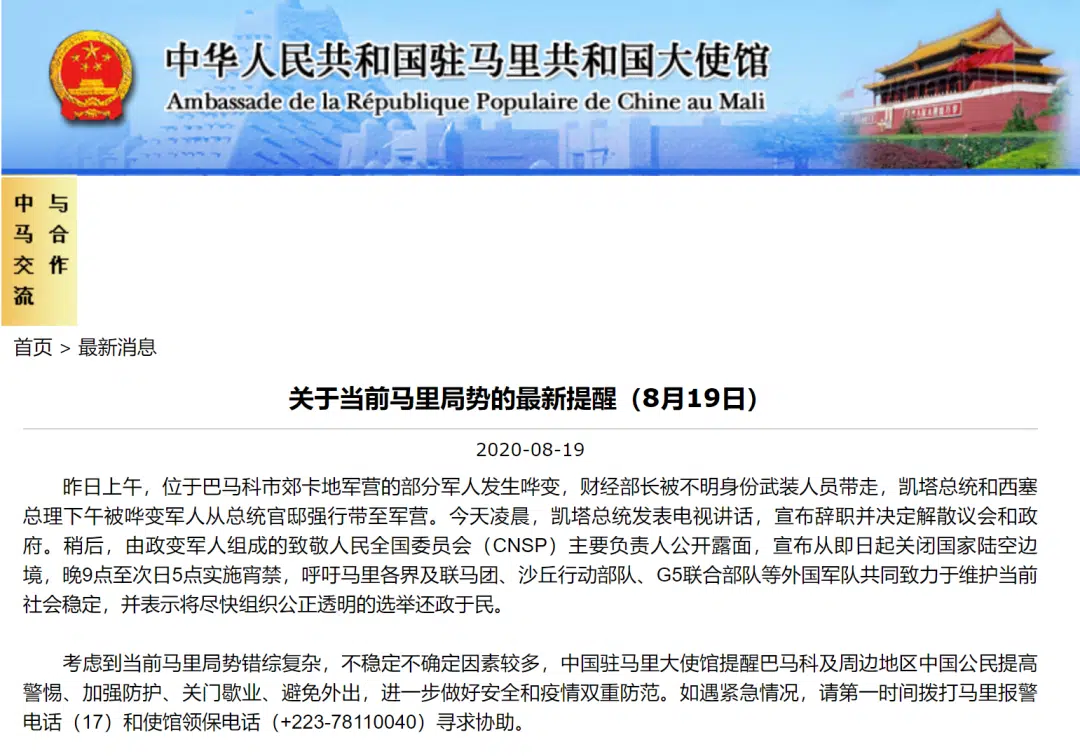 中华人民共和国驻马里共和国大使馆
Ambassade de la République Populaire de Chine au Mali
中马交流
与合作
首页 > 最新消息
关于当前马里局势的最新提醒（8月19日）
2020-08-19
昨日上午，位于巴马科市郊卡地军营的部分军人发生哗变，财经部长被不明身份武装人员带走，凯塔总统和西塞
总理下午被哗变军人从总统官邸强行带至军营。今天凌晨，凯塔总统发表电视讲话，宣布辞职并决定解散议会和政
府。稍后，由政变军人组成的致敬人民全国委员会（CNSP）主要负责人公开露面，宣布从即日起关闭国家陆空边
境，晚9点至次日5点实施宵禁，呼吁马里各界及联马团、沙丘行动部队、G5联合部队等外国军队共同致力于维护当前
社会稳定，并表示将尽快组织公正透明的选举还政于民。
考虑到当前马里局势错综复杂，不稳定不确定因素较多，中国驻马里大使馆提醒巴马科及周边地区中国公民提高
警惕、加强防护、关门歇业、避免外出，进一步做好安全和疫情双重防范。如遇紧急情况，请第一时间拨打马里报警
电话（17）和使馆领保电话（+223-78110040）寻求协助。